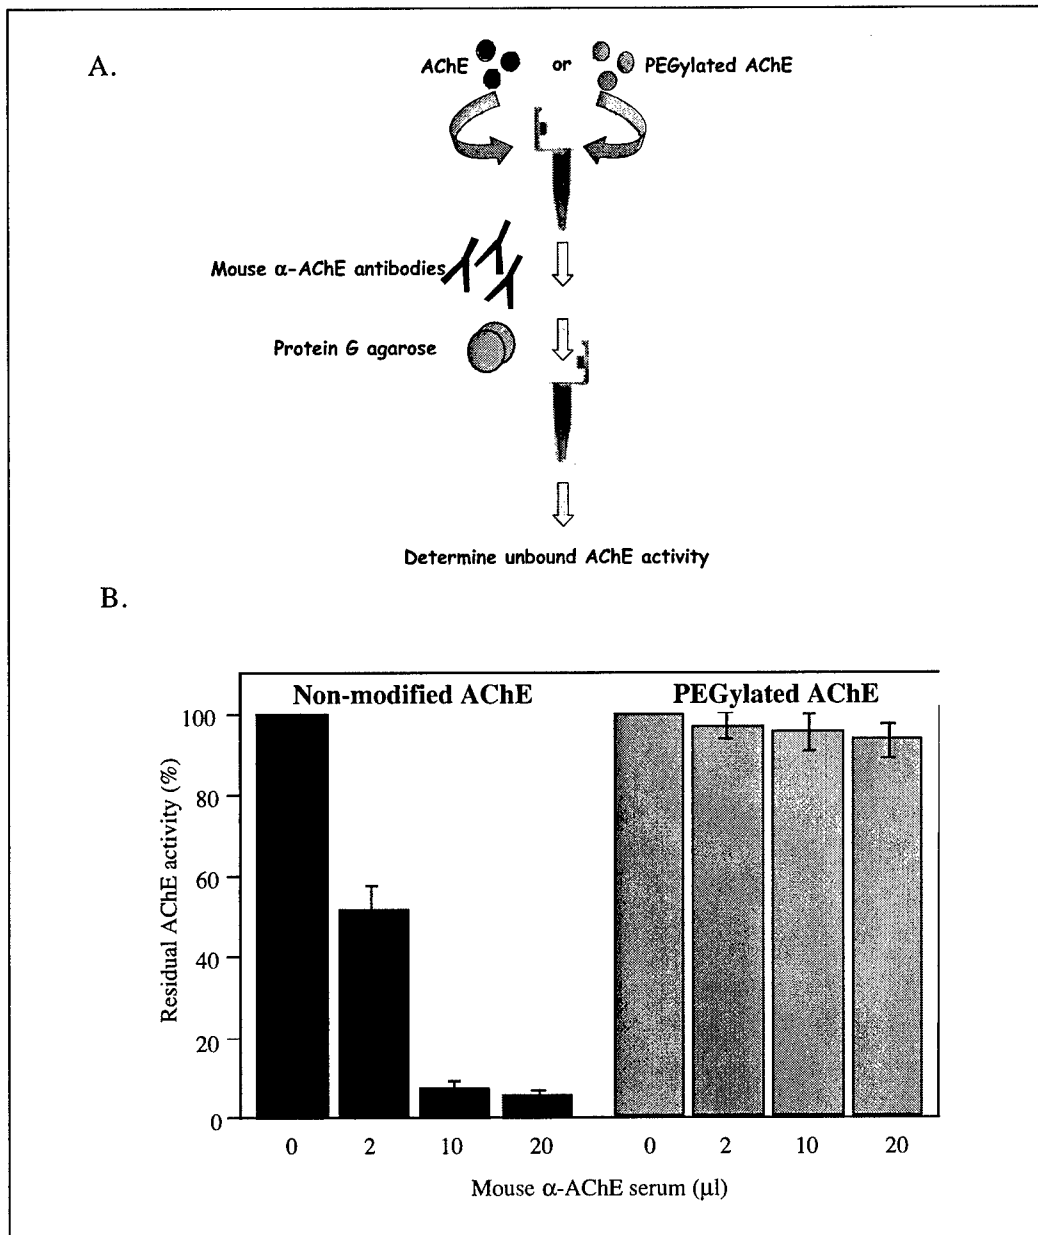 A.
AChE or PEGylated AChE
Mouse α-AChE antibodies
Protein G agarose
Determine unbound AChE activity
B.
Non-modified AChE PEGylated AChE
Residual AChE activity (%)
100
80
60
40
20
0
0 2 10 20 0 2 10 20
Mouse α-AChE serum (μl)